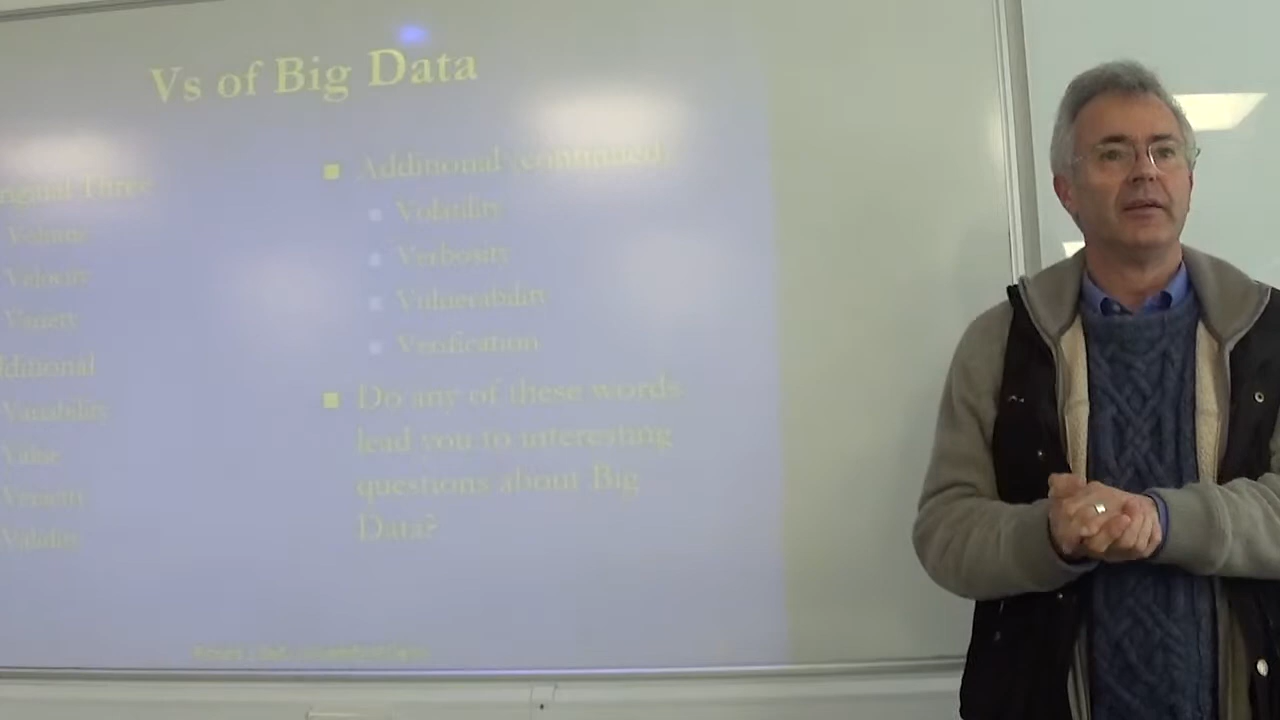 Vs of Big Data
Volume
Velocity
Variety
Variability
Value
Veracity
Validity
Additional (continued)
Volatility
Verbosity
Vulnerability
Verification
Do any of these words
lead you to interesting
questions about Big
Data?